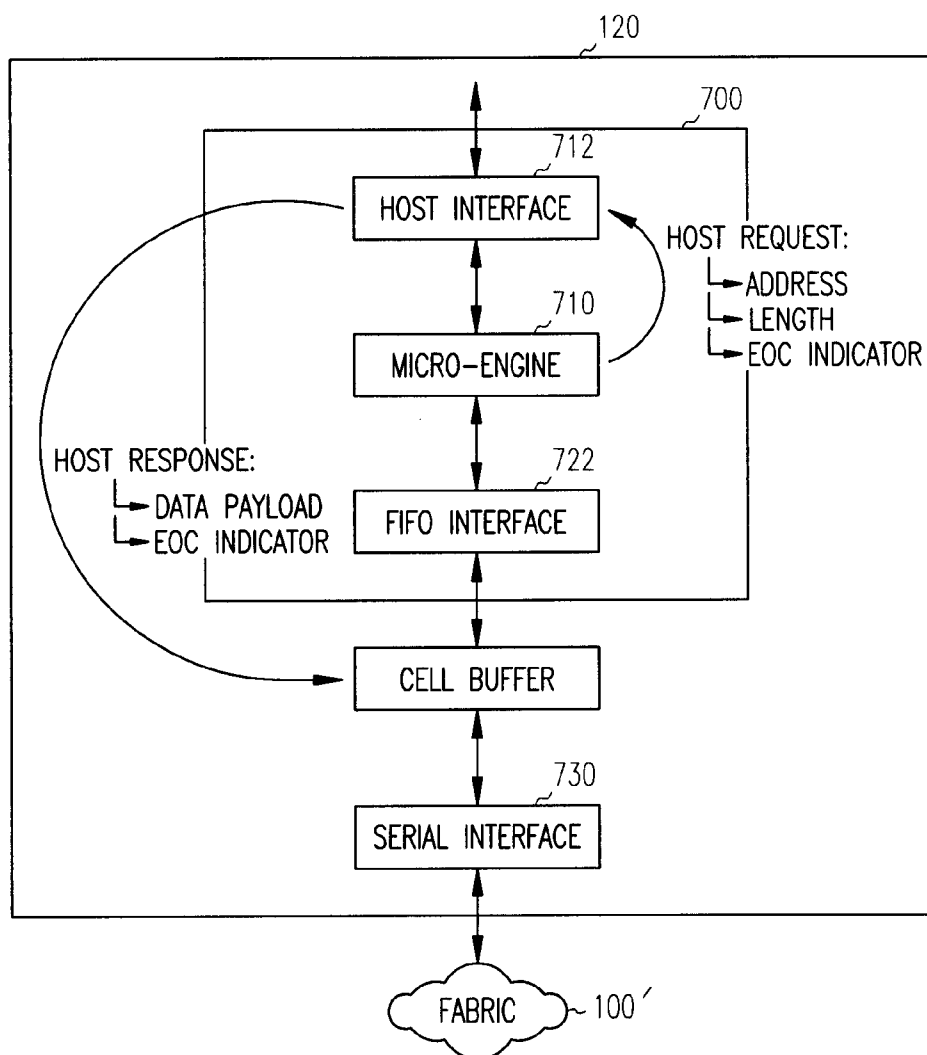 120
700
712
HOST INTERFACE
HOST REQUEST:
ADDRESS
LENGTH
EOC INDICATOR
710
MICRO-ENGINE
HOST RESPONSE:
DATA PAYLOAD
EOC INDICATOR
722
FIFO INTERFACE
CELL BUFFER
730
SERIAL INTERFACE
FABRIC
100′